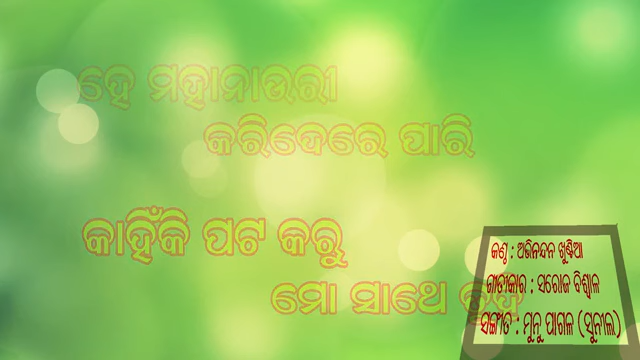 ହେ ମହାନାଉରୀ
କରିଦେରେ ପାରି
କାହିଁକି ପଟ କରୁ
ମୋ ସାଥେ
କଣ୍ଠ : ଅଭିନନ୍ଦନ ଖୁଣ୍ଟିଆ
ଗୀତିକାର : ସରୋଜ ବିଶ୍ୱାଳ
ସଙ୍ଗୀତ : ମୁନୁ ପାଗଳ (ସୁନୀଲ)